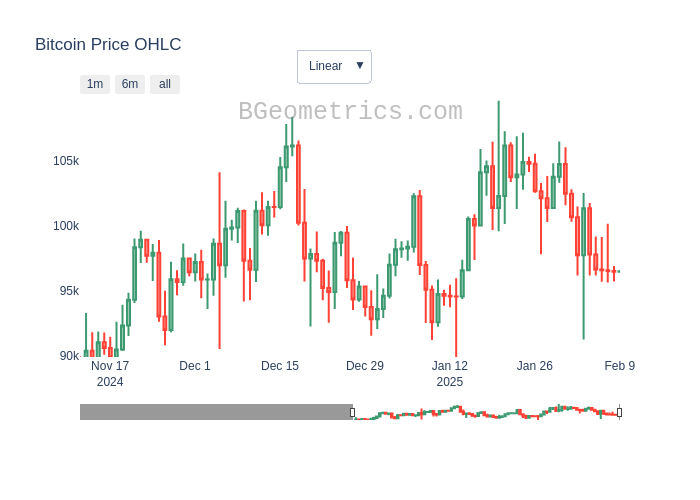 Bitcoin Price OHLC
Linear ▼
1m 6m all
BGeometrics.com
105k
100k
95k
90k
Nov 17 Dec 1 Dec 15 Dec 29 Jan 12 Jan 26 Feb 9
2024 2025